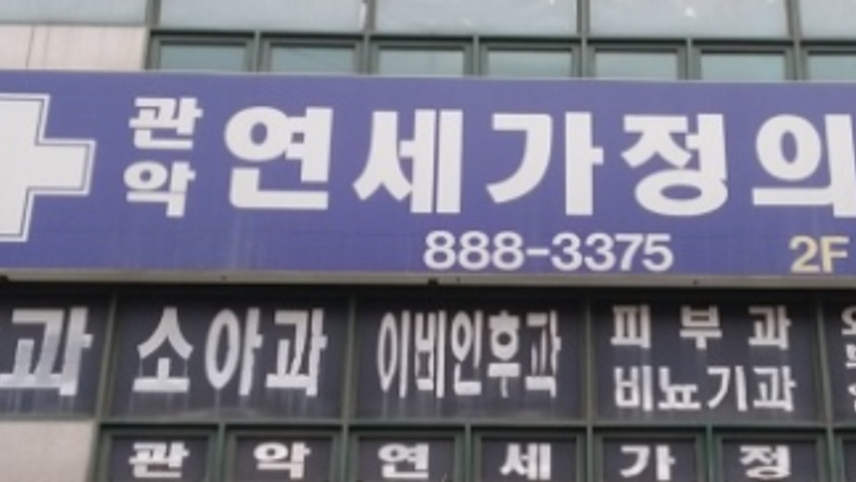 관악 연세가정의
888-3375 2F
과 소아과 이비인후과 피부과
비뇨기과
관악연세가정